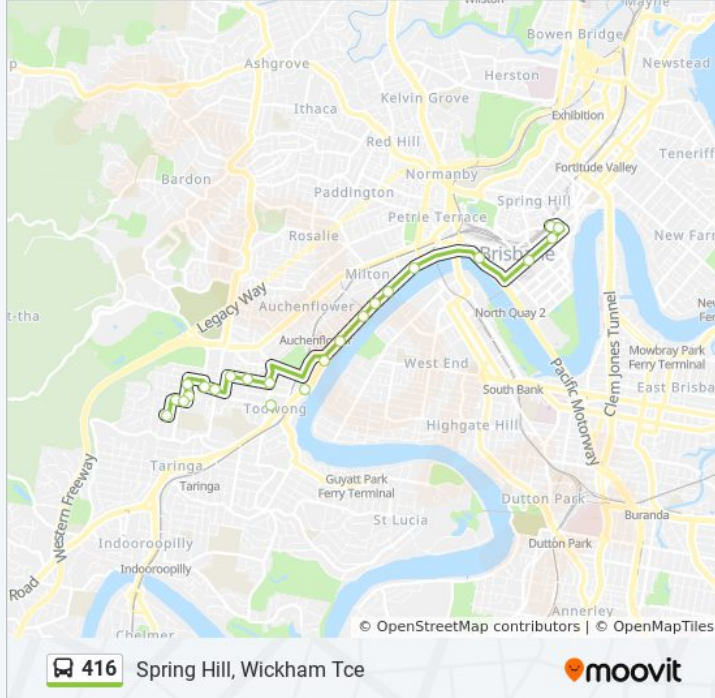 Bowen Bridge
Newstead
Ashgrove
Herston
Kelvin Grove
Ithaca
Exhibition
Red Hill
Fortitude Valley
Teneriff
Bardon
Normanby
Paddington
Spring Hill
Petrie Terrace
Rosalie
New Farm
Brisbane
Milton
Legacy Way
Auchenflower
North Quay 2
t-tha
Auchenflower
Clem Jones Tunnel
Mowbray Park
Ferry Terminal
West End
Pacific Motorway
South Bank
East Brisba
Toowong
Highgate Hill
Taringa
Taringa
Western Freeway
Guyatt Park
Ferry Terminal
Dutton Park
St Lucia
Buranda
Indooroopilly
Dutton Park
Indooroopilly
Road
Annerley
Chelmer
© OpenStreetMap contributors | © OpenMapTiles
416 Spring Hill, Wickham Tce
moovit